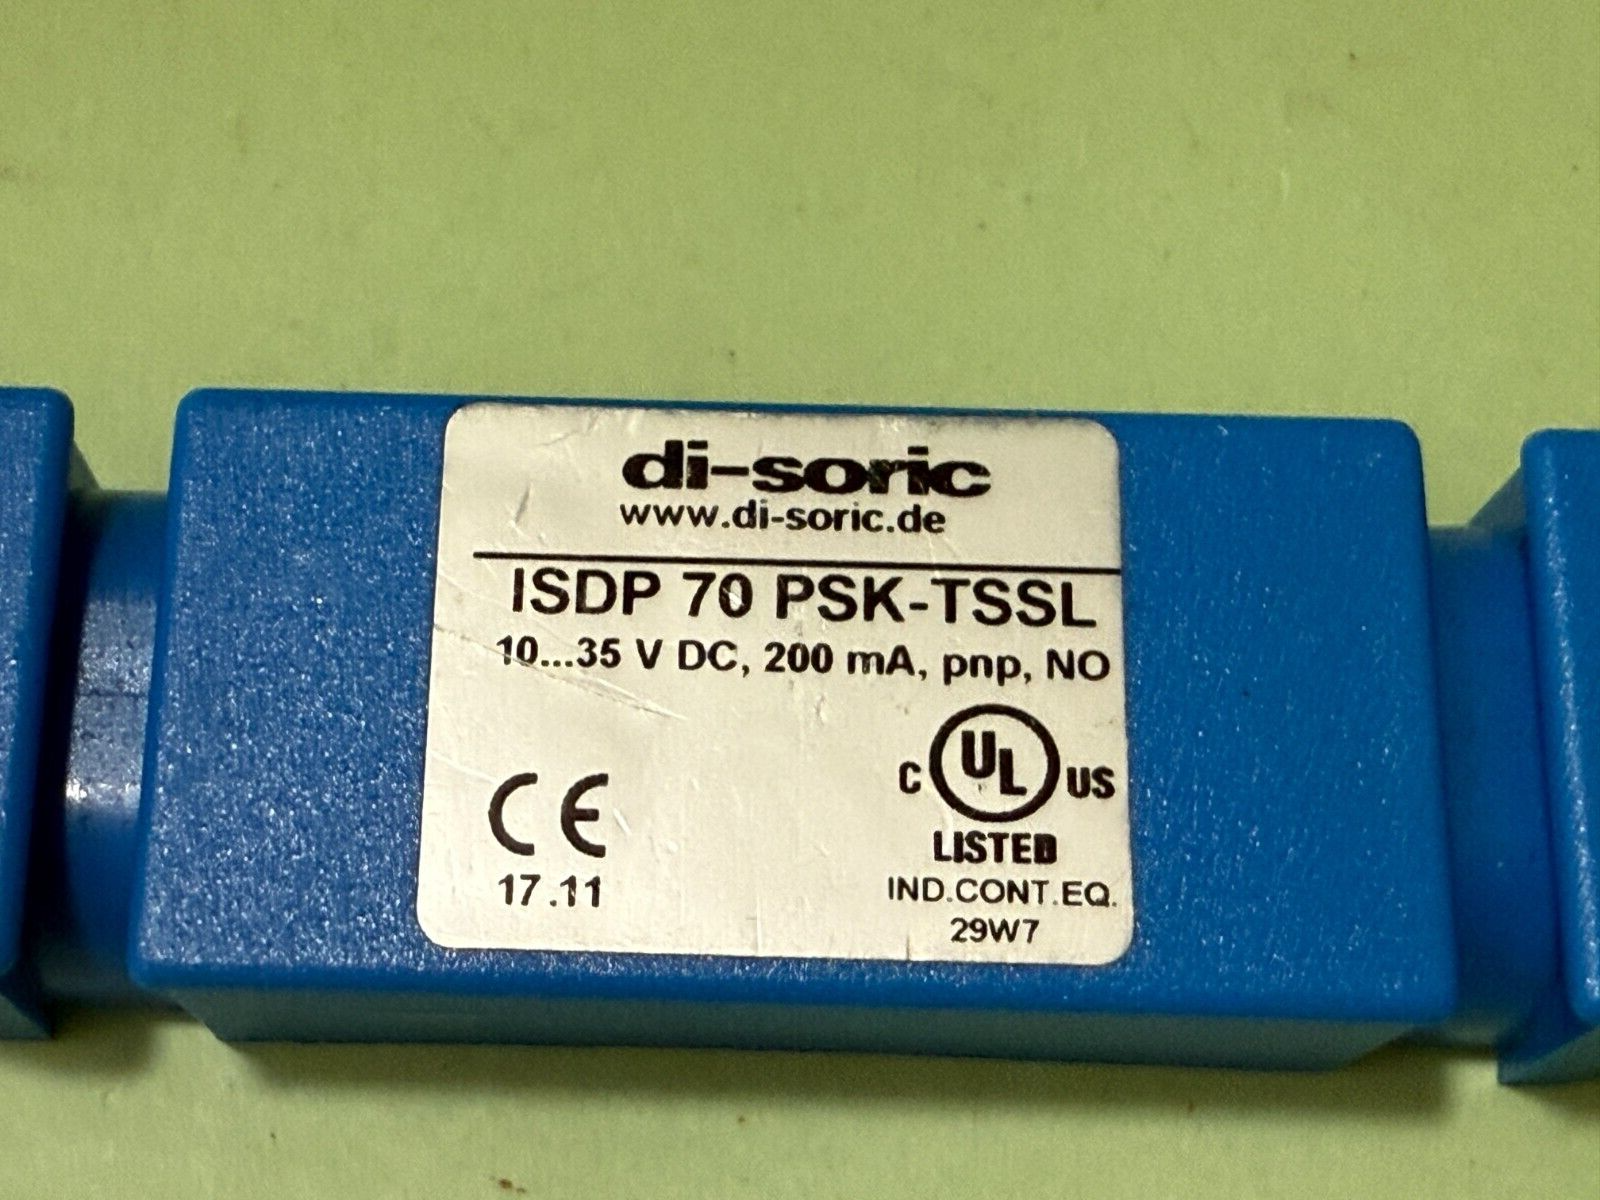 di-soric
www.di-soric.de
ISDP 70 PSK-TSSL
10...35 V DC, 200 mA, pnp, NO
C UL US
LISTED
CE
17.11
IND.CONT.EQ.
29W7